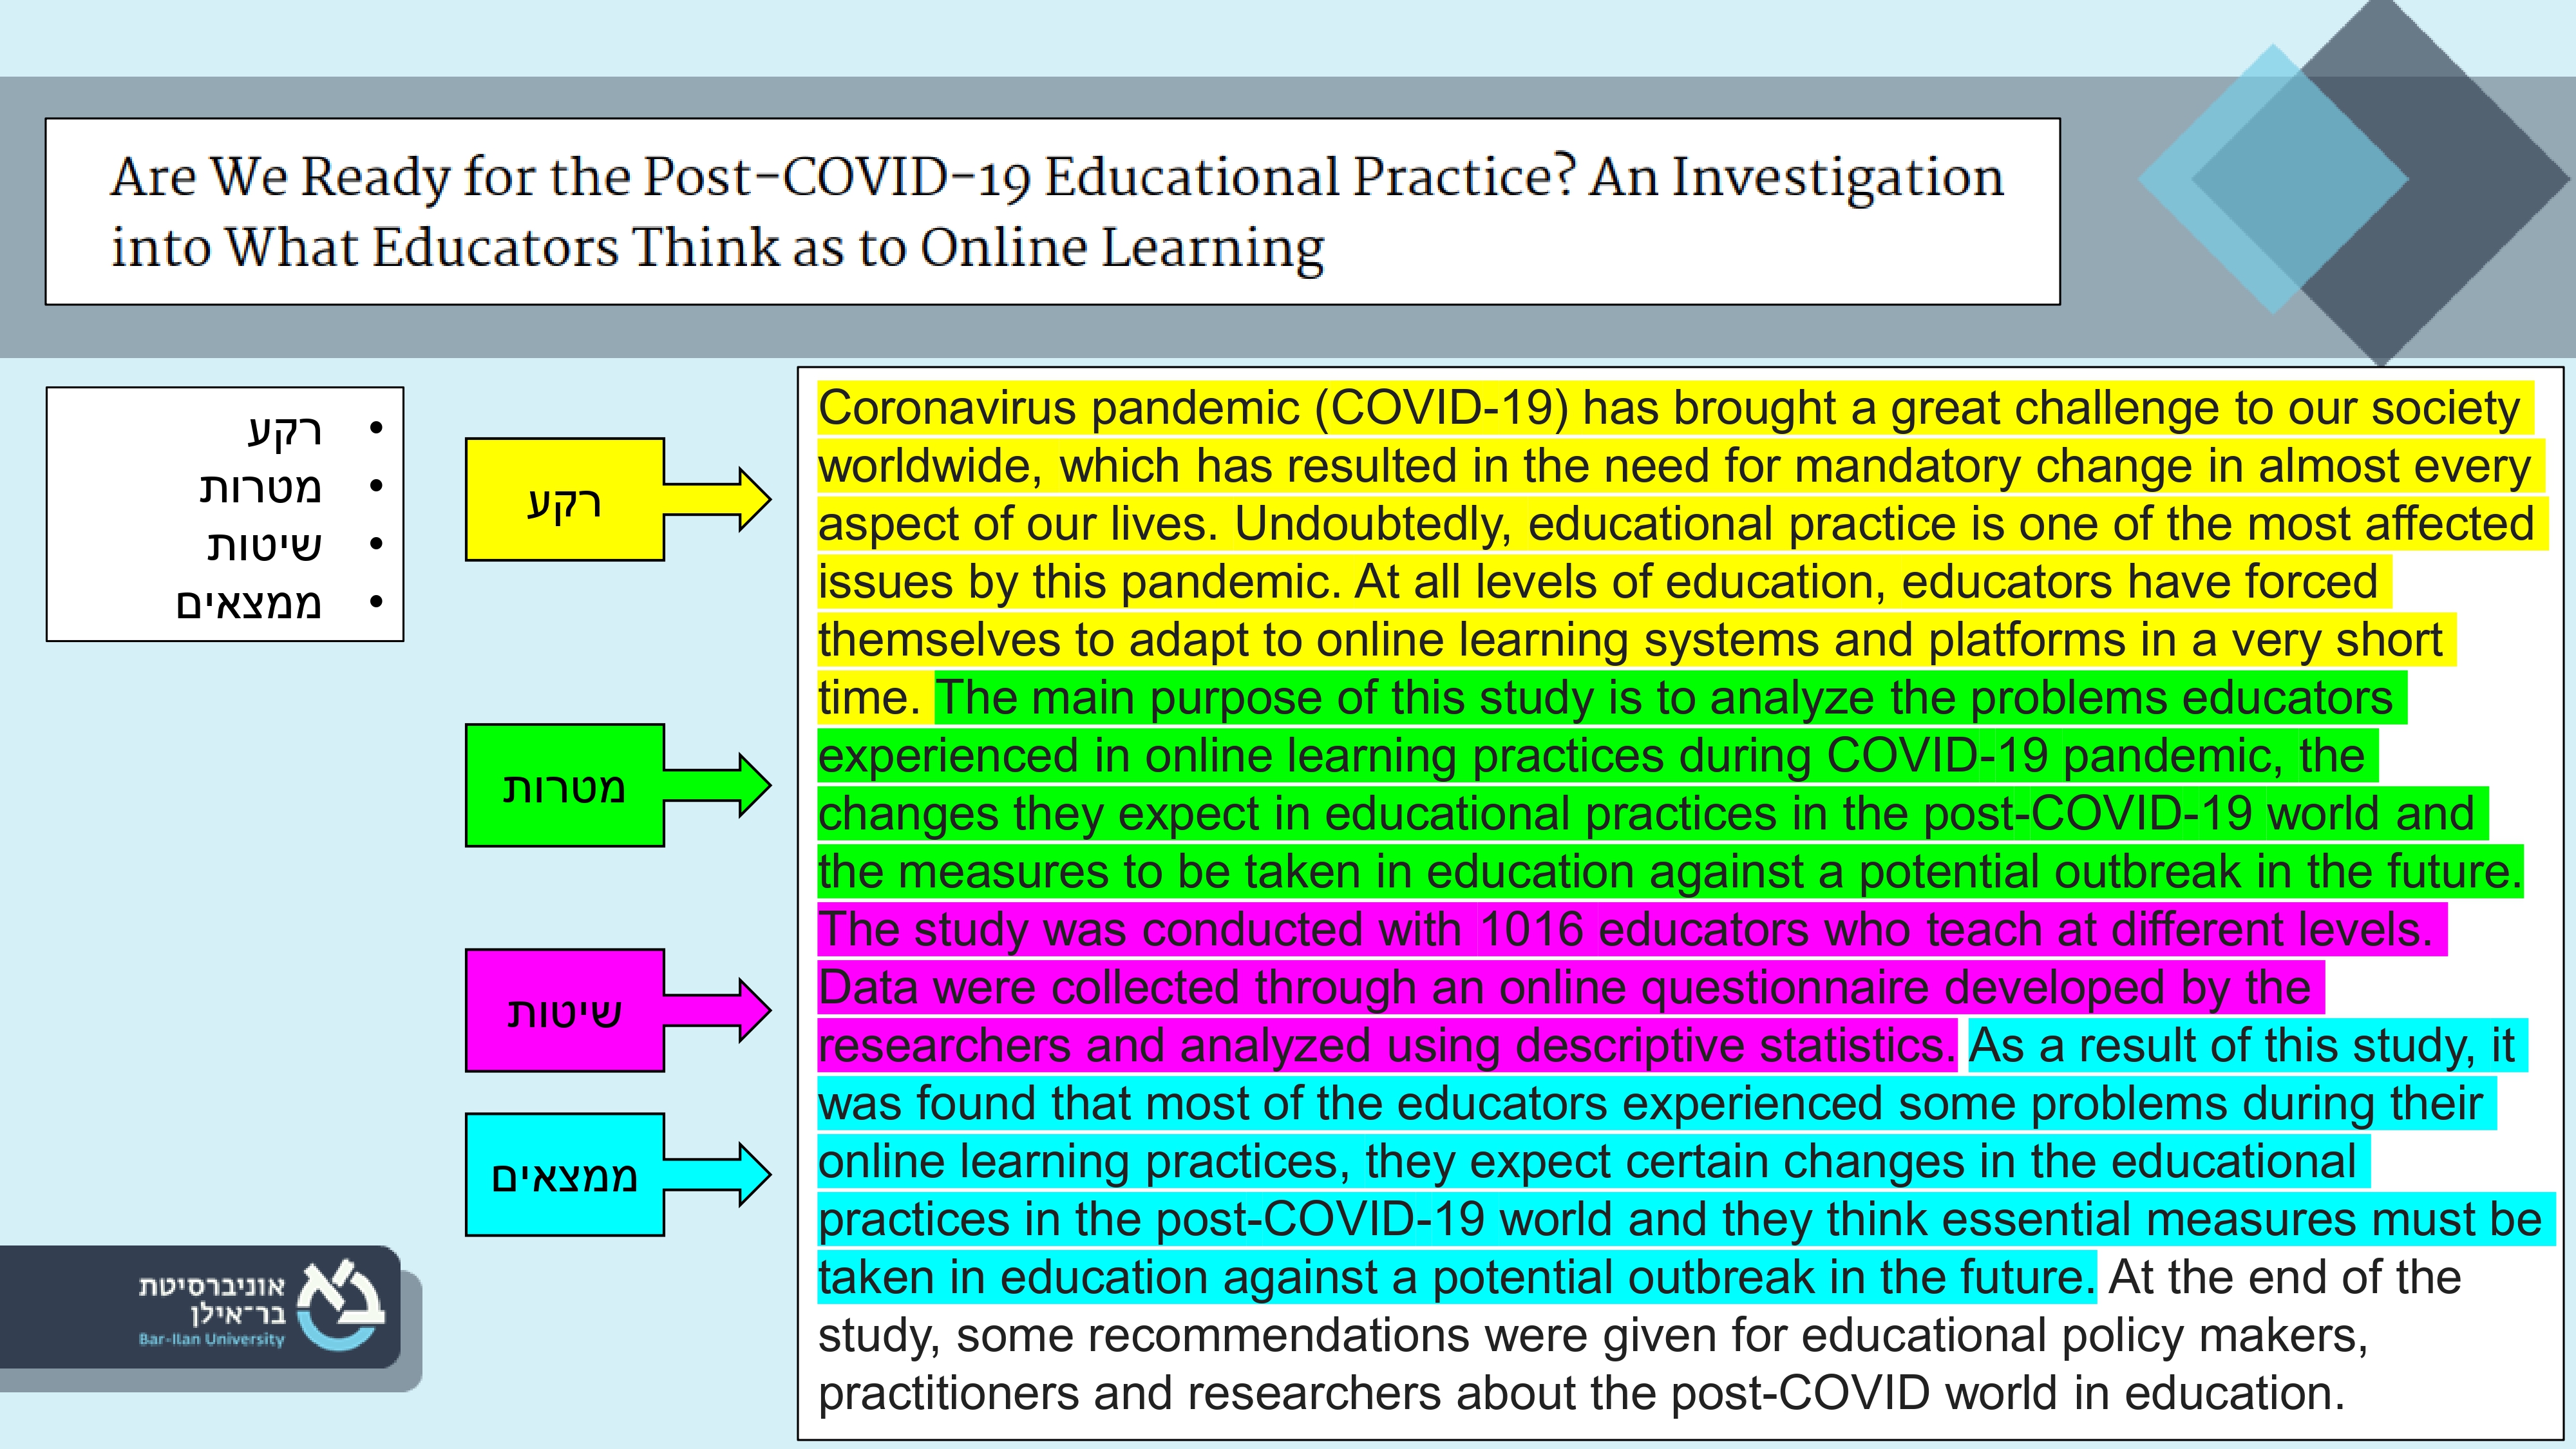 Are We Ready for the Post-COVID-19 Educational Practice? An Investigation
into What Educators Think as to Online Learning
• רקע
• מטרות
• שיטות
• ממצאים
רקע
מטרות
שיטות
ממצאים
Coronavirus pandemic (COVID-19) has brought a great challenge to our society
worldwide, which has resulted in the need for mandatory change in almost every
aspect of our lives. Undoubtedly, educational practice is one of the most affected
issues by this pandemic. At all levels of education, educators have forced
themselves to adapt to online learning systems and platforms in a very short
time. The main purpose of this study is to analyze the problems educators
experienced in online learning practices during COVID-19 pandemic, the
changes they expect in educational practices in the post-COVID-19 world and
the measures to be taken in education against a potential outbreak in the future.
The study was conducted with 1016 educators who teach at different levels.
Data were collected through an online questionnaire developed by the
researchers and analyzed using descriptive statistics. As a result of this study, it
was found that most of the educators experienced some problems during their
online learning practices, they expect certain changes in the educational
practices in the post-COVID-19 world and they think essential measures must be
taken in education against a potential outbreak in the future. At the end of the
study, some recommendations were given for educational policy makers,
practitioners and researchers about the post-COVID world in education.
אוניברסיטת
בר־אילן
Bar-Ilan University